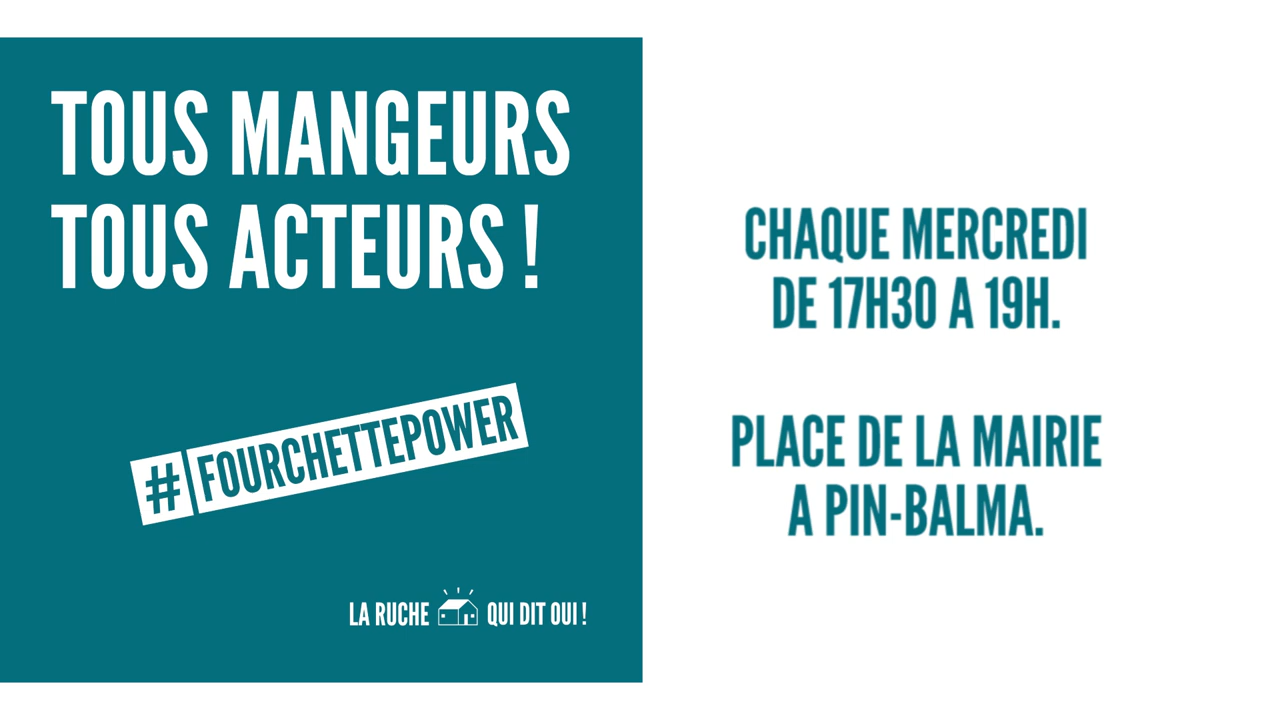 TOUS MANGEURS
TOUS ACTEURS !
#FOURCHETTEPOWER
LA RUCHE QUI DIT OUI !
CHAQUE MERCREDI
DE 17H30 A 19H.
PLACE DE LA MAIRIE
A PIN-BALMA.